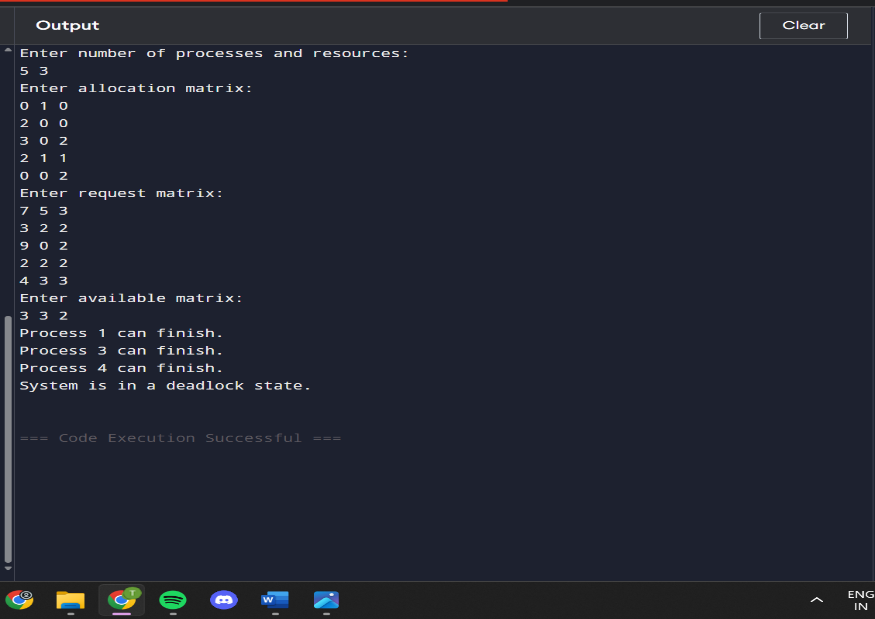 Output
Clear
Enter number of processes and resources:
5 3
Enter allocation matrix:
0 1 0
2 0 0
3 0 2
2 1 1
0 0 2
Enter request matrix:
7 5 3
3 2 2
9 0 2
2 2 2
4 3 3
Enter available matrix:
3 3 2
Process 1 can finish.
Process 3 can finish.
Process 4 can finish.
System is in a deadlock state.
=== Code Execution Successful ===
T
W
ENG
IN